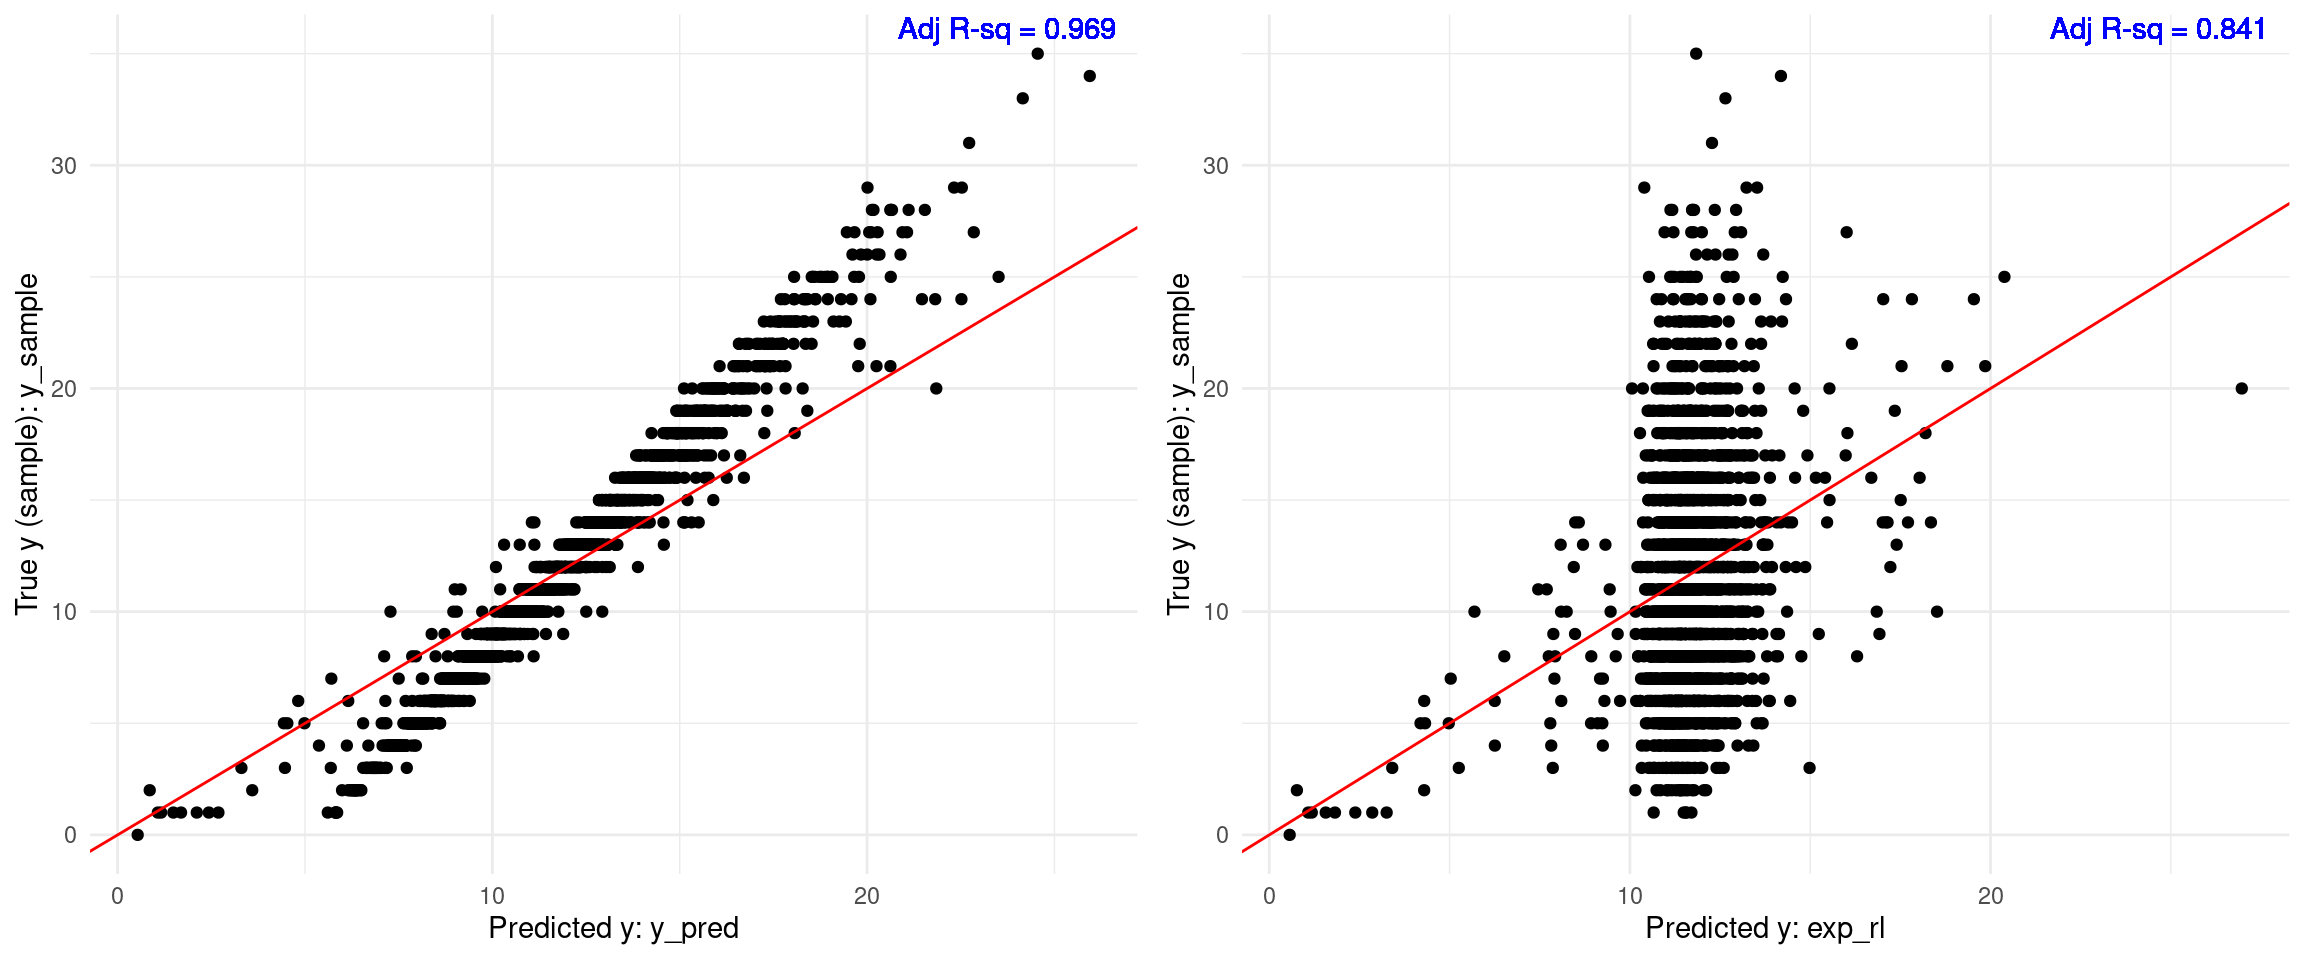 Adj R-sq = 0.969
True y (sample): y_sample
30
20
10
0
0
10
20
Predicted y: y_pred
Adj R-sq = 0.841
True y (sample): y_sample
30
20
10
0
0
10
20
Predicted y: exp_rl